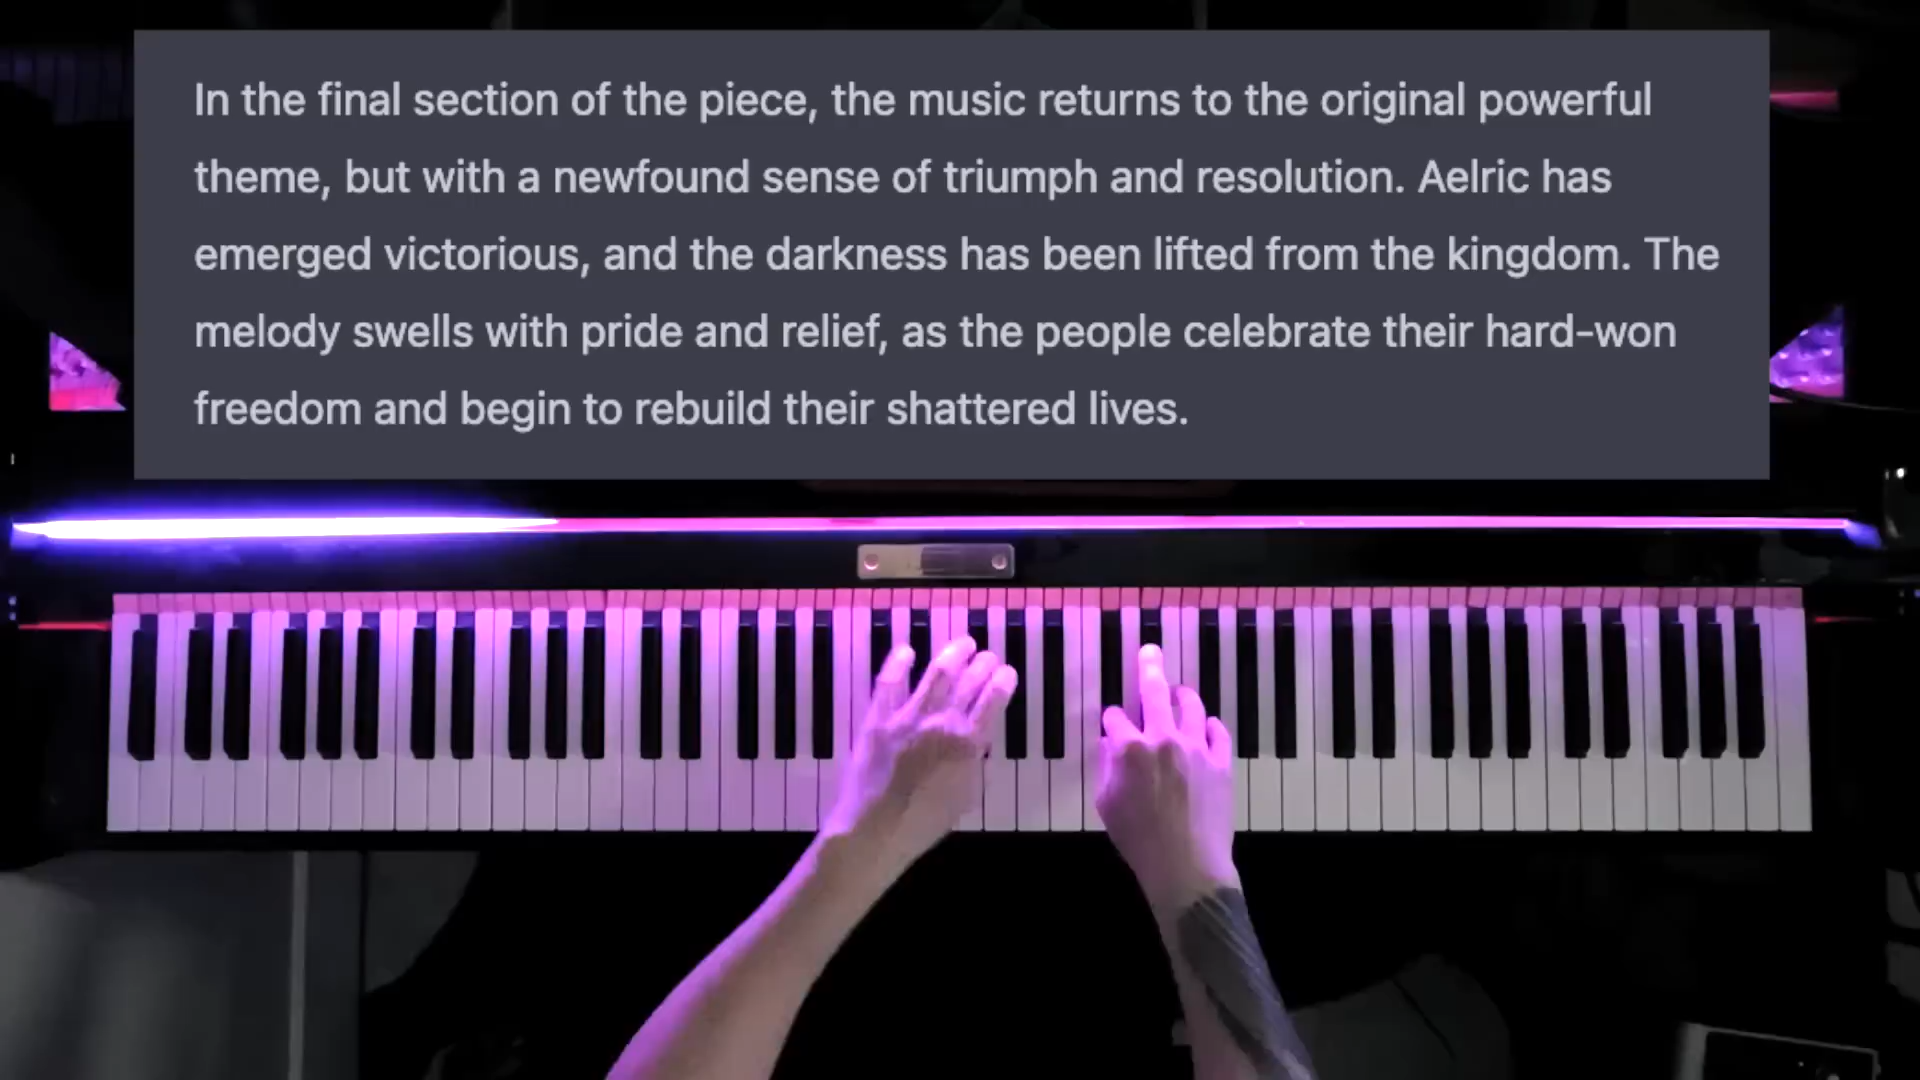 In the final section of the piece, the music returns to the original powerful
theme, but with a newfound sense of triumph and resolution. Aelric has
emerged victorious, and the darkness has been lifted from the kingdom. The
melody swells with pride and relief, as the people celebrate their hard-won
freedom and begin to rebuild their shattered lives.